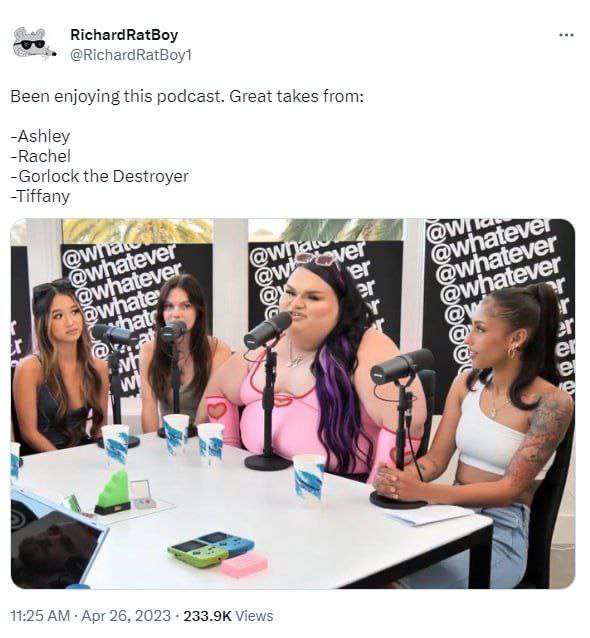 RichardRatBoy
@RichardRatBoy1
Been enjoying this podcast. Great takes from:
-Ashley
-Rachel
-Gorlock the Destroyer
-Tiffany
@whatever
@whatever
@whatever
@whatever
@whatever
@whatever
@whatever
11:25 AM · Apr 26, 2023 · 233.9K Views